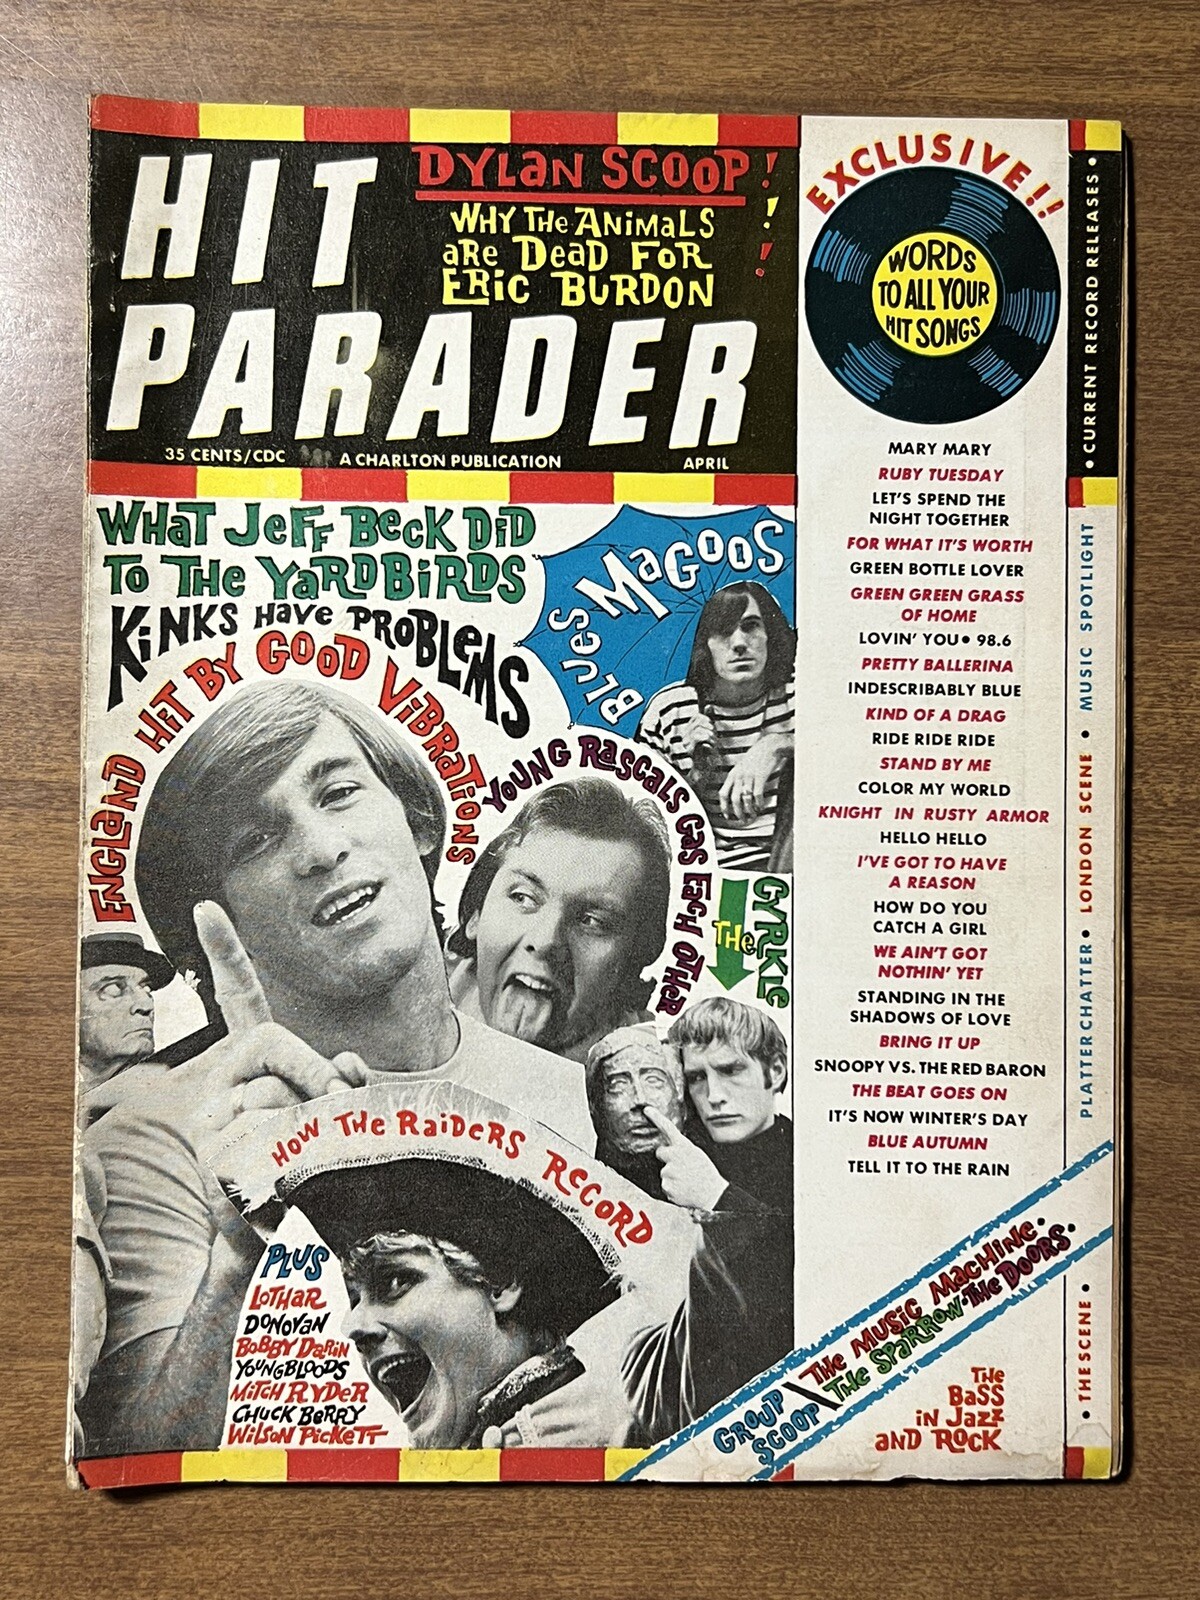 HIT
PARADER
DYLAN SCOOP!
WHY THE ANIMALS !
ARE DEAD FOR !
ERIC BURDON
35 CENTS/CDC
A CHARLTON PUBLICATION
APRIL
EXCLUSIVE!!
WORDS
TO ALL YOUR
HIT SONGS
MARY MARY
RUBY TUESDAY
LET'S SPEND THE
NIGHT TOGETHER
FOR WHAT IT'S WORTH
GREEN BOTTLE LOVER
GREEN GREEN GRASS
OF HOME
LOVIN' YOU • 98.6
PRETTY BALLERINA
INDESCRIBABLY BLUE
KIND OF A DRAG
RIDE RIDE RIDE
STAND BY ME
COLOR MY WORLD
KNIGHT IN RUSTY ARMOR
HELLO HELLO
I'VE GOT TO HAVE
A REASON
HOW DO YOU
CATCH A GIRL
WE AIN'T GOT
NOTHIN' YET
STANDING IN THE
SHADOWS OF LOVE
BRING IT UP
SNOOPY VS. THE RED BARON
THE BEAT GOES ON
IT'S NOW WINTER'S DAY
BLUE AUTUMN
TELL IT TO THE RAIN
• THE SCENE • PLATTER CHATTER • LONDON SCENE • MUSIC SPOTLIGHT • CURRENT RECORD RELEASES •
WHAT JEFF BECK DID
TO THE YARDBIRDS
KINKS HAVE PROBLEMS
ENGLAND HIT BY GOOD VIBRATIONS
BLUES MAGOOS
YOUNG RASCALS GAS EACH OTHER
THE
CYRKLE
HOW THE RAIDERS RECORD
PLUS
LOTHAR
DONOVAN
BOBBY DARIN
YOUNGBLOODS
MITCH RYDER
CHUCK BERRY
WILSON PICKETT
GROUP
SCOOP
THE MUSIC MACHINE •
THE SPARROW • THE DOORS •
THE
BASS
IN JAZZ
AND ROCK